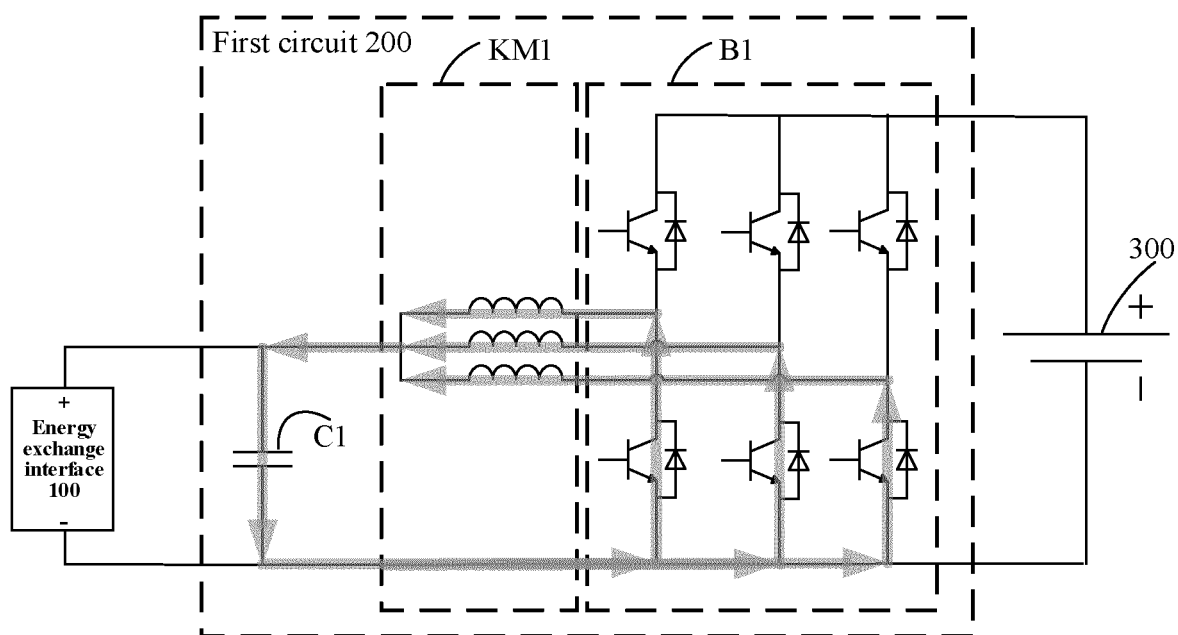 First circuit 200
KM1
B1
300
+
-
+
Energy
exchange
interface
100
-
C1